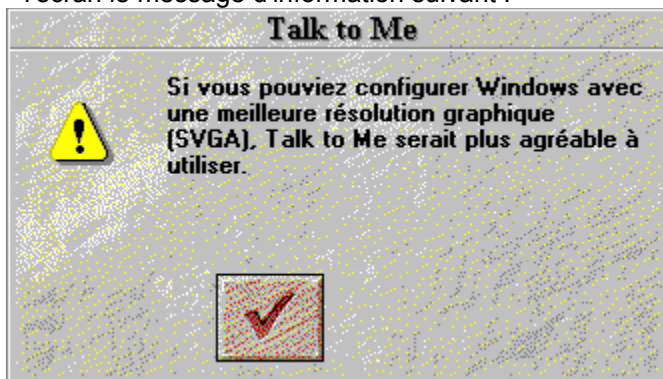 l'écran le message d'information suivant :
Talk to Me
Si vous pouviez configurer Windows avec
une meilleure résolution graphique
(SVGA), Talk to Me serait plus agréable à
utiliser.